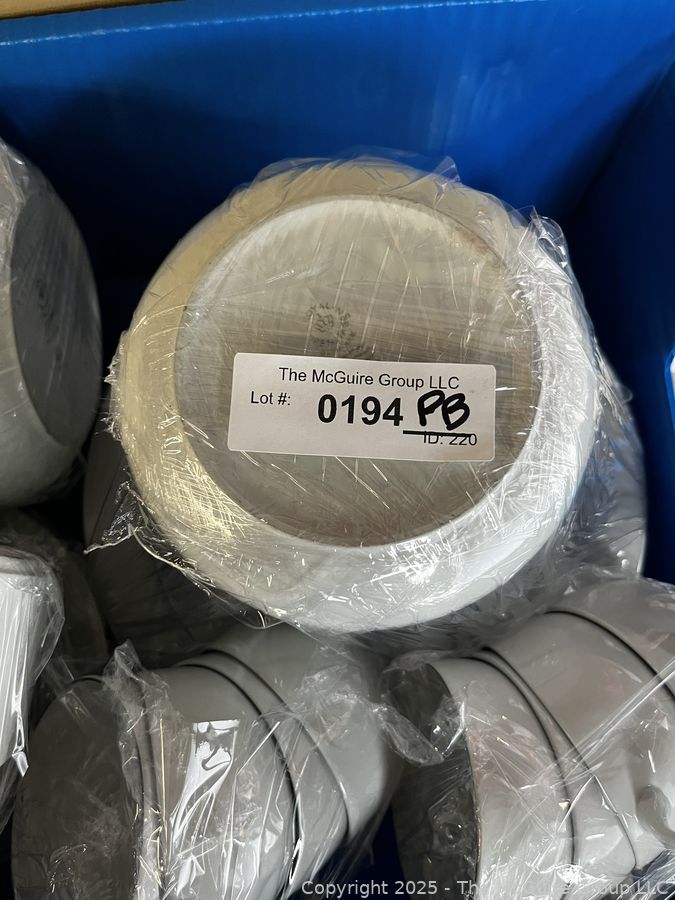 The McGuire Group LLC
Lot #: 0194 PB
ID: 220
Copyright 2025 - The McGuire Group LLC